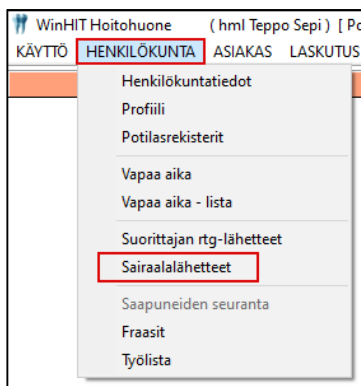 WinHIT Hoitohuone ( hml Teppo Sepi ) [ Po
KÄYTTÖ HENKILÖKUNTA ASIAKAS LASKUTUS
Henkilökuntatiedot
Profiili
Potilasrekisterit
Vapaa aika
Vapaa aika - lista
Suorittajan rtg-lähetteet
Sairaalalähetteet
Saapuneiden seuranta
Fraasit
Työlista